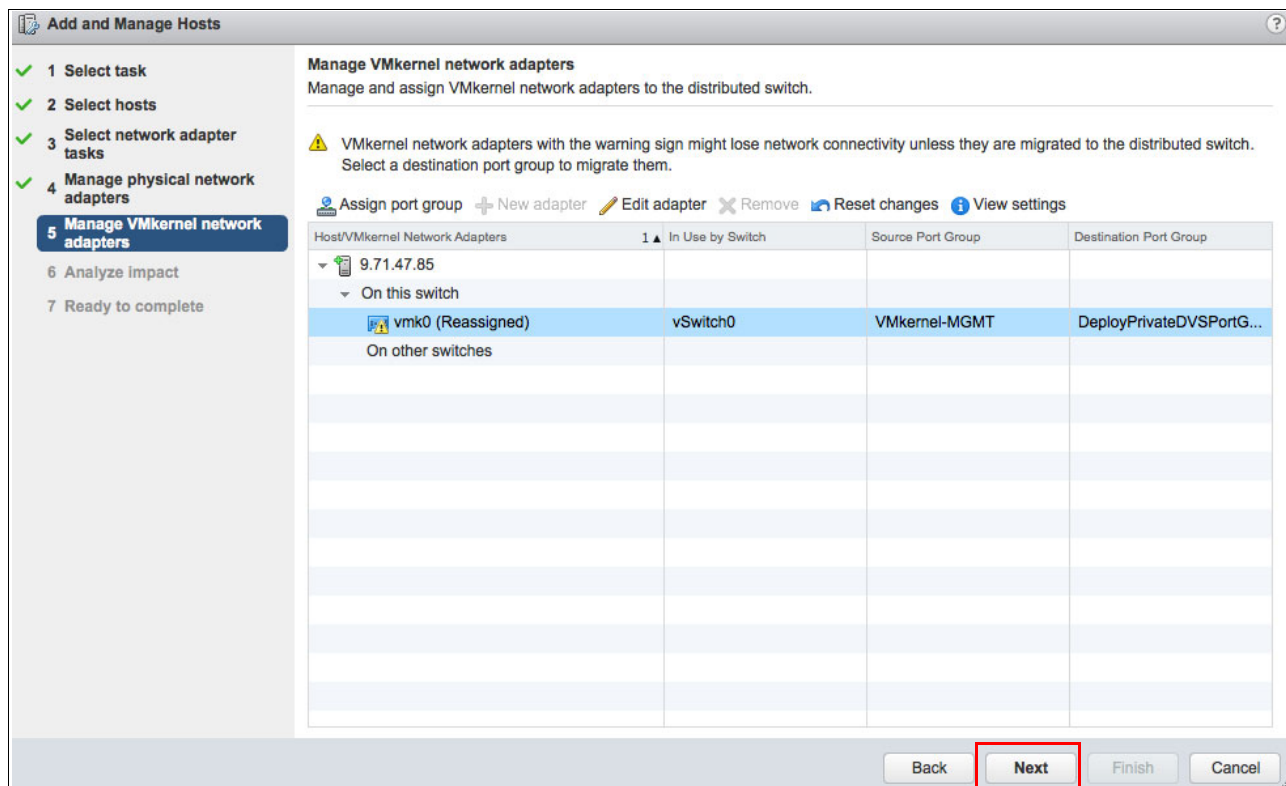 Add and Manage Hosts
?
1 Select task
2 Select hosts
3 Select network adapter
tasks
4 Manage physical network
adapters
5 Manage VMkernel network
adapters
6 Analyze impact
7 Ready to complete
Manage VMkernel network adapters
Manage and assign VMkernel network adapters to the distributed switch.
VMkernel network adapters with the warning sign might lose network connectivity unless they are migrated to the distributed switch.
Select a destination port group to migrate them.
Assign port group New adapter Edit adapter Remove Reset changes View settings
Host/VMkernel Network Adapters 1 ▲ In Use by Switch Source Port Group Destination Port Group
9.71.47.85
On this switch
vmk0 (Reassigned) vSwitch0 VMkernel-MGMT DeployPrivateDVSPortG...
On other switches
Back Next Finish Cancel